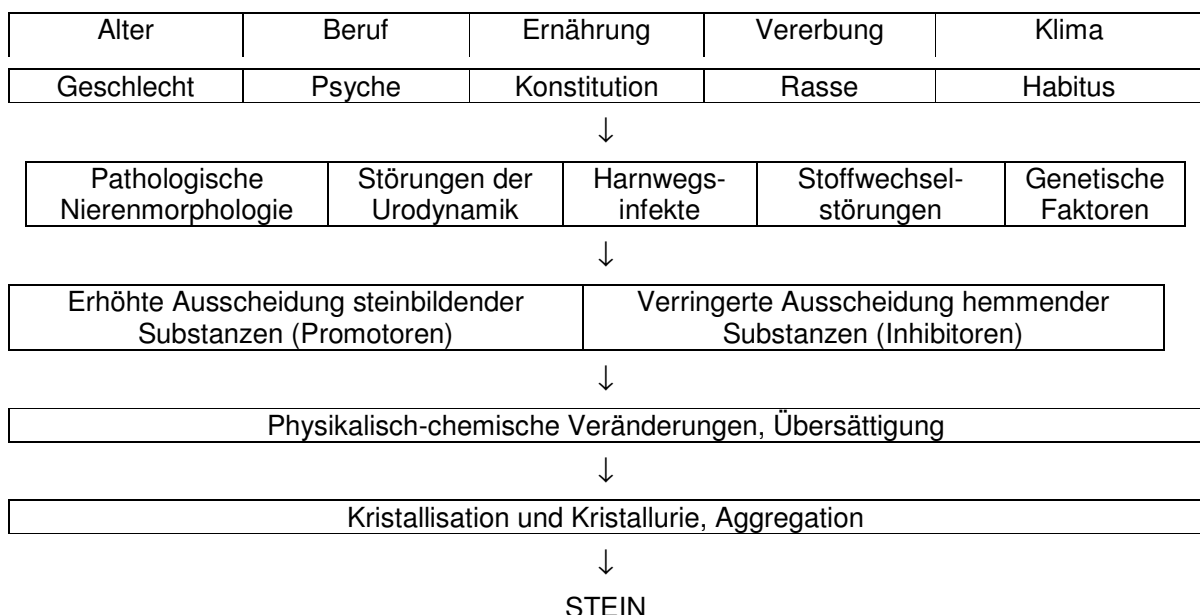 Alter Beruf Ernährung Vererbung Klima
Geschlecht Psyche Konstitution Rasse Habitus
↓
Pathologische Störungen der Harnwegs- Stoffwechsel- Genetische
Nierenmorphologie Urodynamik infekte störungen Faktoren
↓
Erhöhte Ausscheidung steinbildender Verringerte Ausscheidung hemmender
Substanzen (Promotoren) Substanzen (Inhibitoren)
↓
Physikalisch-chemische Veränderungen, Übersättigung
↓
Kristallisation und Kristallurie, Aggregation
↓
STEIN